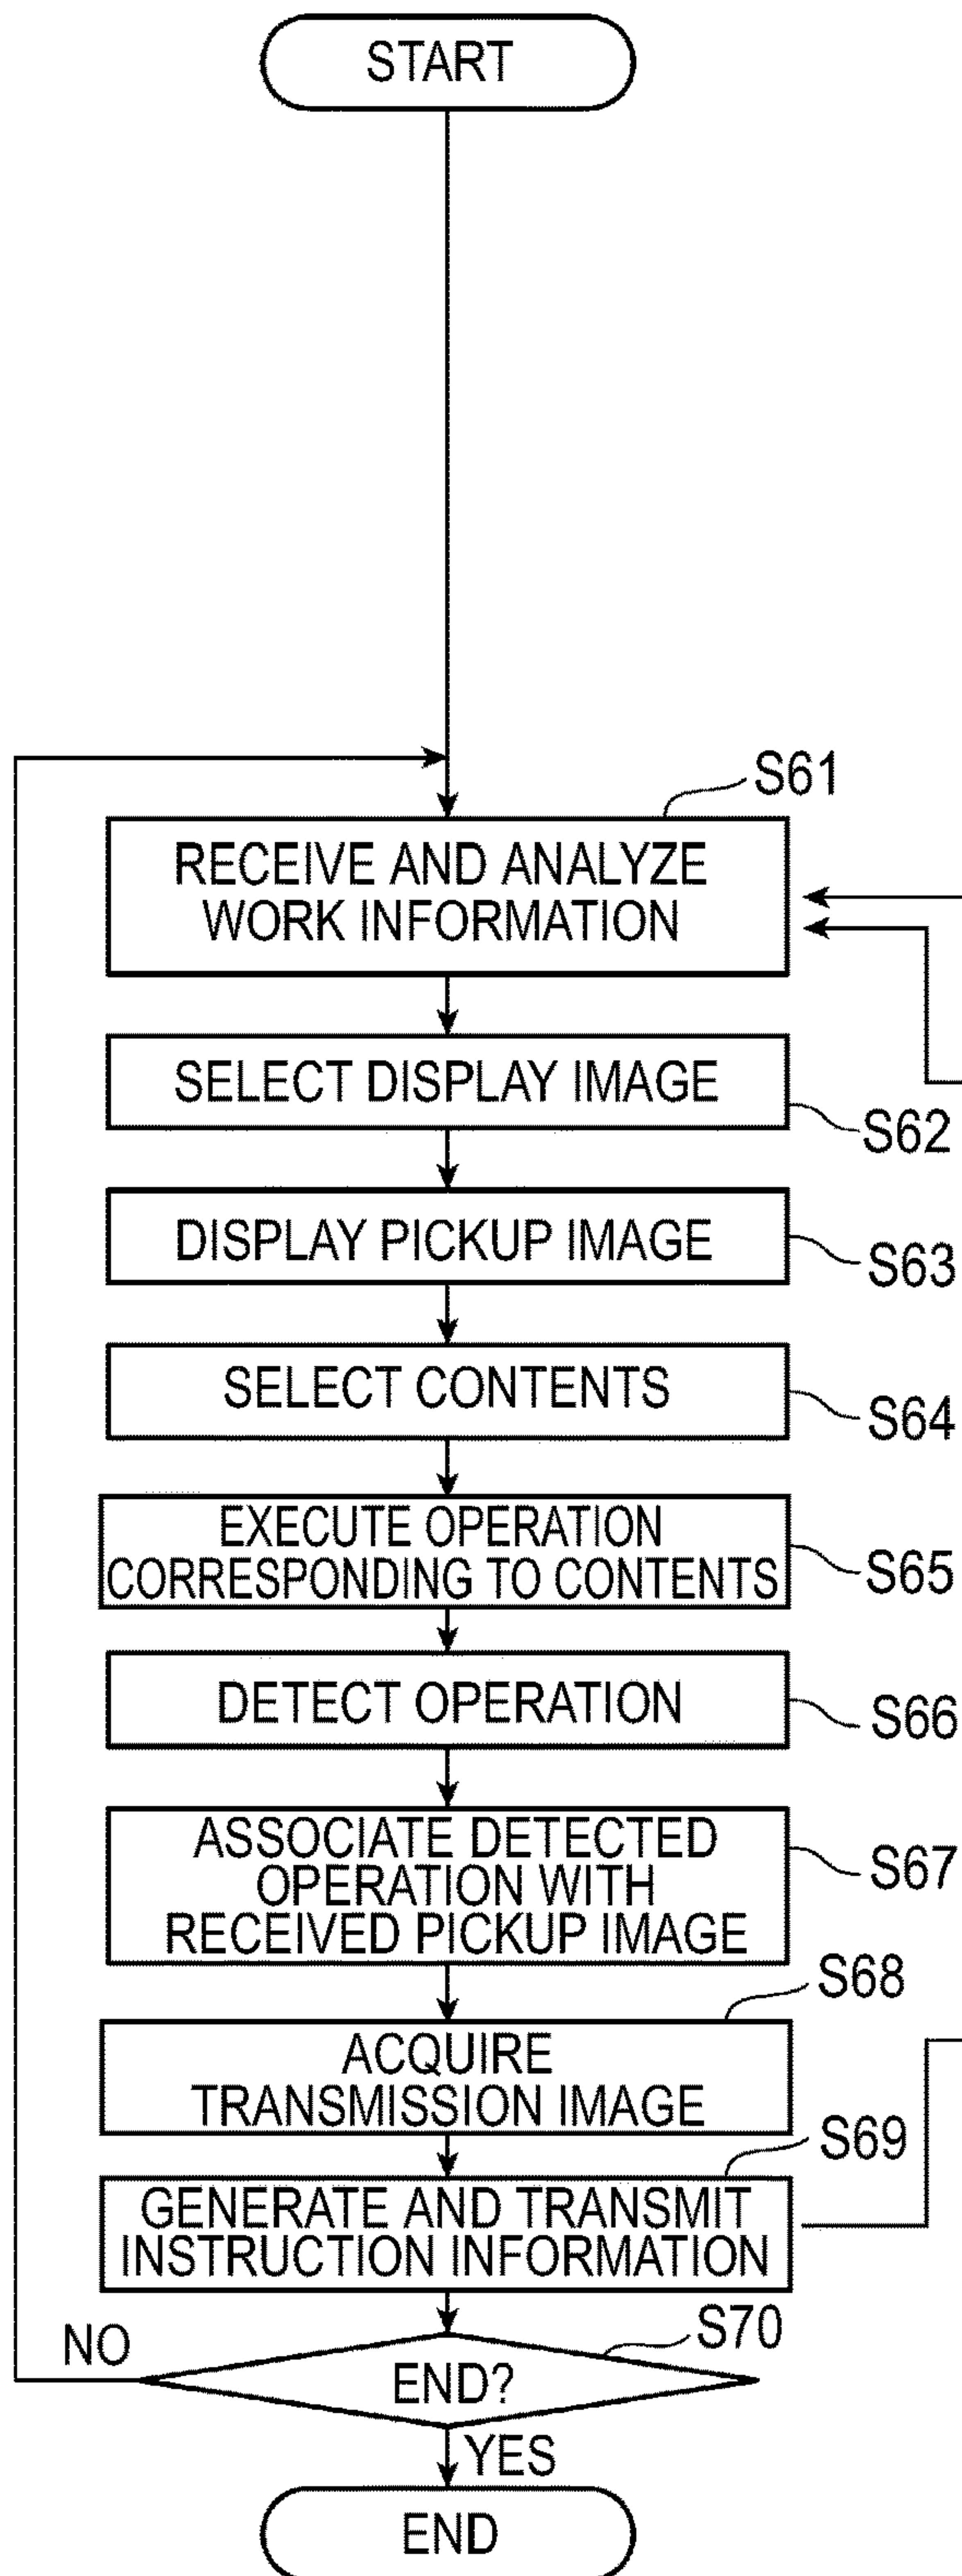 START
S61
RECEIVE AND ANALYZE
WORK INFORMATION
SELECT DISPLAY IMAGE
S62
DISPLAY PICKUP IMAGE
S63
SELECT CONTENTS
S64
EXECUTE OPERATION
CORRESPONDING TO CONTENTS
S65
DETECT OPERATION
S66
ASSOCIATE DETECTED
OPERATION WITH
RECEIVED PICKUP IMAGE
S67
S68
ACQUIRE
TRANSMISSION IMAGE
S69
GENERATE AND TRANSMIT
INSTRUCTION INFORMATION
S70
NO
END?
YES
END